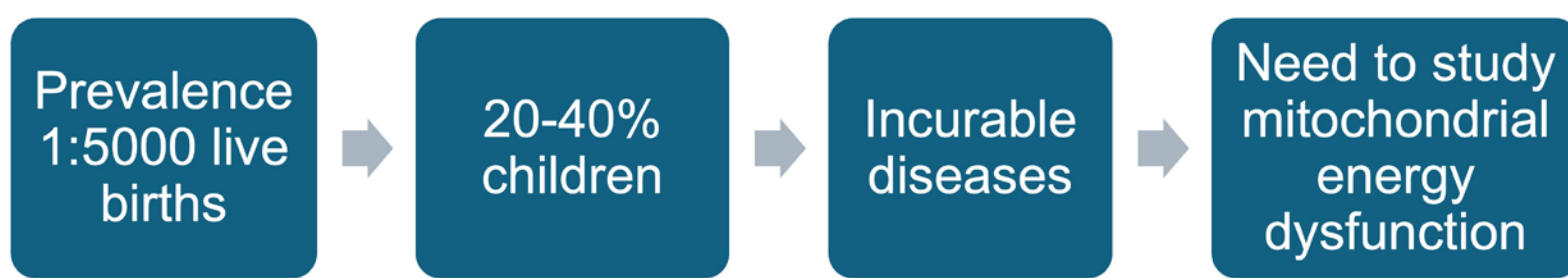 Prevalence
1:5000 live
births
20-40%
children
Incurable
diseases
Need to study
mitochondrial
energy
dysfunction